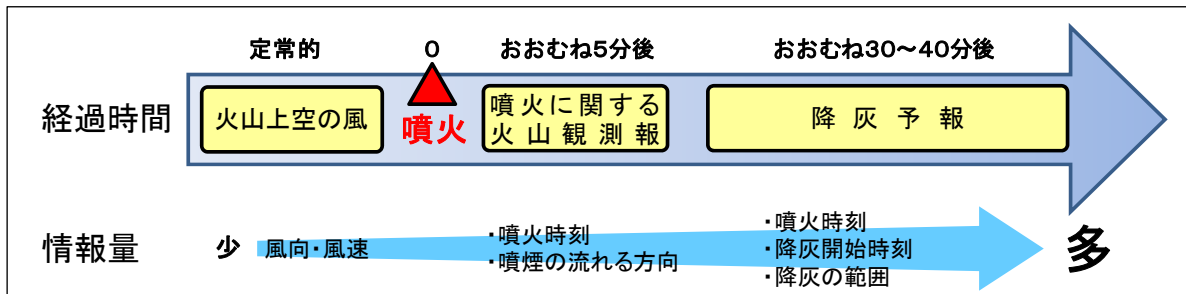 定常的
0
おおむね5分後
おおむね30～40分後
経過時間
火山上空の風
噴火
噴火に関する
火山観測報
降灰予報
情報量
少
風向・風速
・噴火時刻
・噴煙の流れる方向
・噴火時刻
・降灰開始時刻
・降灰の範囲
多